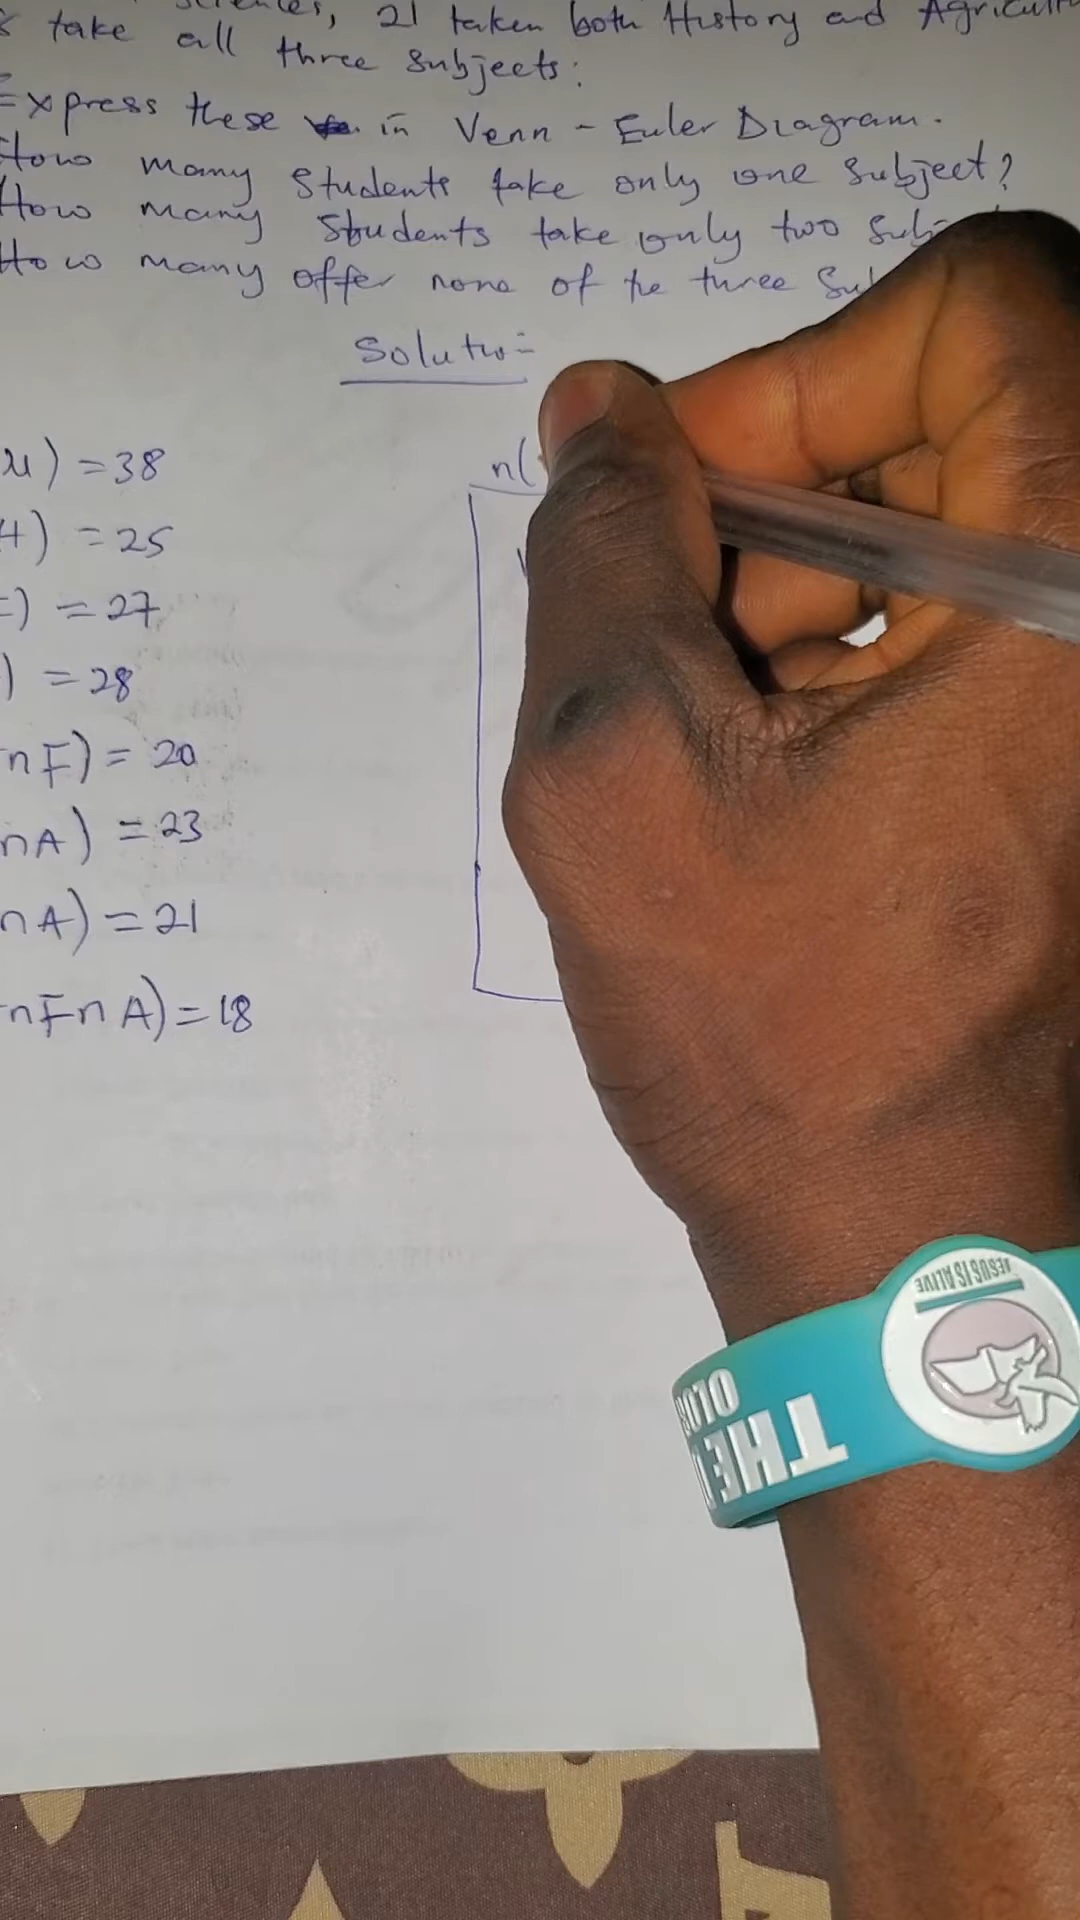 21 taken both History and
take all three subjects:
Express these in Venn - Euler Diagram.
How many students take only one subject?
How many students take only two
How many offer none of the three
Solution
n(
μ) = 38
H) = 25
) = 27
) = 28
n F) = 20
n A) = 23
n A) = 21
n F n A) = 18
JESUS IS ALIVE
THE